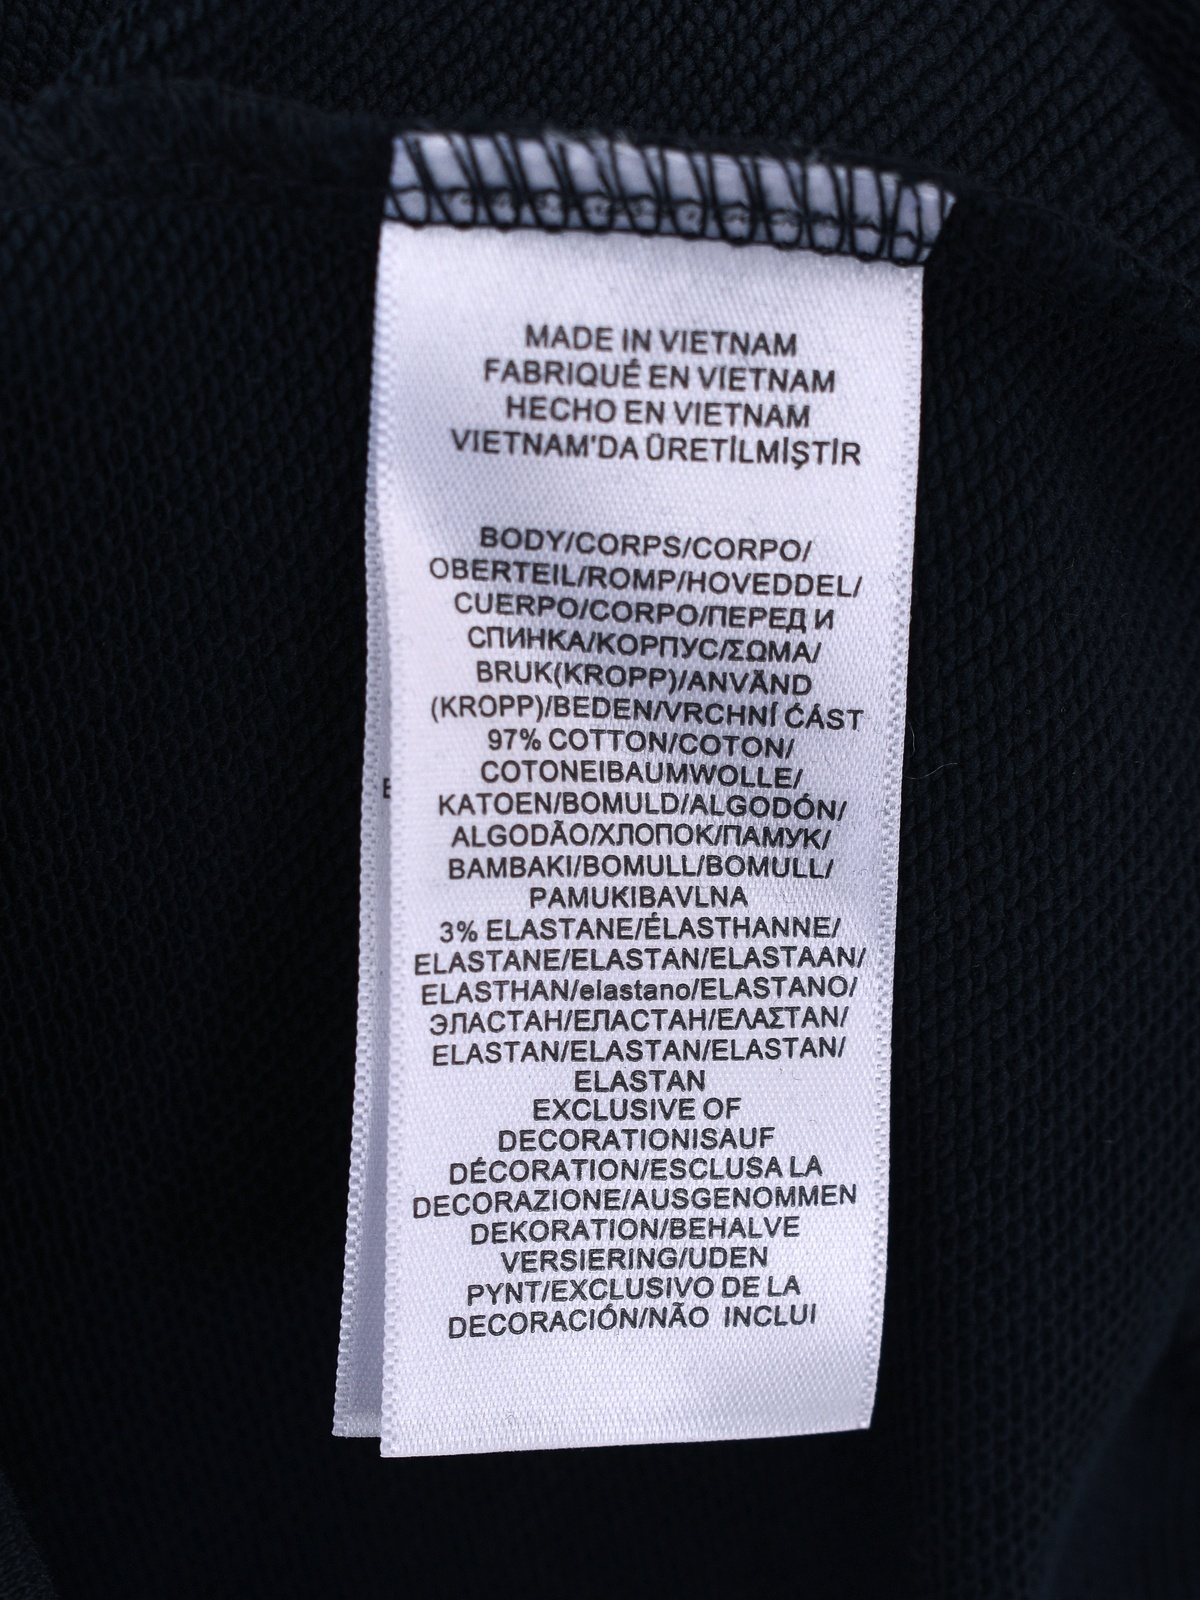 MADE IN VIETNAM
FABRIQUÉ EN VIETNAM
HECHO EN VIETNAM
VIETNAM'DA ÜRETİLMİŞTİR
BODY/CORPS/CORPO/
OBERTEIL/ROMP/HOVEDDEL/
CUERPO/CORPO/ПЕРЕД И
СПИНКА/КОРПУС/ΣΩΜΑ/
BRUK(KROPP)/ANVÄND
(KROPP)/BEDEN/VRCHNÍ ĆÁST
97% COTTON/COTON/
COTONEIBAUMWOLLE/
KATOEN/BOMULD/ALGODÓN/
ALGODÃO/ХЛОПОК/ПАМУК/
BAMBAKI/BOMULL/BOMULL/
PAMUKIBAVLNA
3% ELASTANE/ÉLASTHANNE/
ELASTANE/ELASTAN/ELASTAAN/
ELASTHAN/elastano/ELASTANO/
ЭЛАСТАН/ЕЛАСТАН/ΕΛΑΣΤΑΝ/
ELASTAN/ELASTAN/ELASTAN/
ELASTAN
EXCLUSIVE OF
DECORATIONISAUF
DÉCORATION/ESCLUSA LA
DECORAZIONE/AUSGENOMMEN
DEKORATION/BEHALVE
VERSIERING/UDEN
PYNT/EXCLUSIVO DE LA
DECORACIÓN/NÃO INCLUI